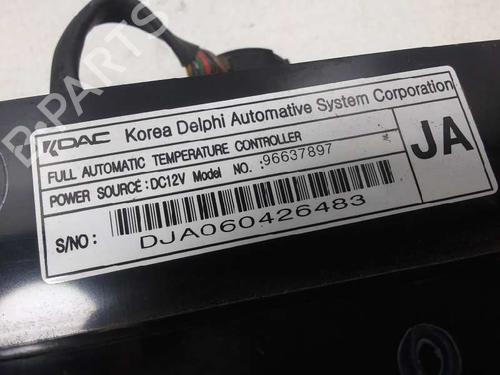 KDAC Korea Delphi Automative System Corporation
FULL AUTOMATIC TEMPERATURE CONTROLLER
POWER SOURCE : DC12V Model NO. : 96637897
JA
S/NO :
DJA060426483